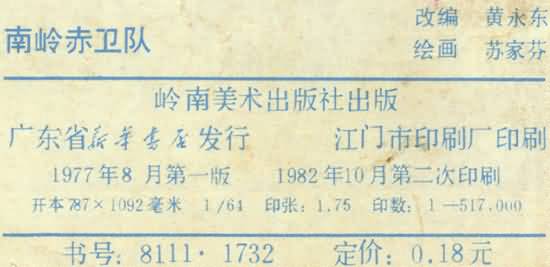 南岭赤卫队
改编 黄永东
绘画 苏家芬
岭南美术出版社出版
广东省新华书店发行 江门市印刷厂印刷
1977年8月第一版 1982年10月第二次印刷
开本787×1092毫米 1/64 印张：1.75 印数：1—517,000
书号：8111·1732 定价：0.18元